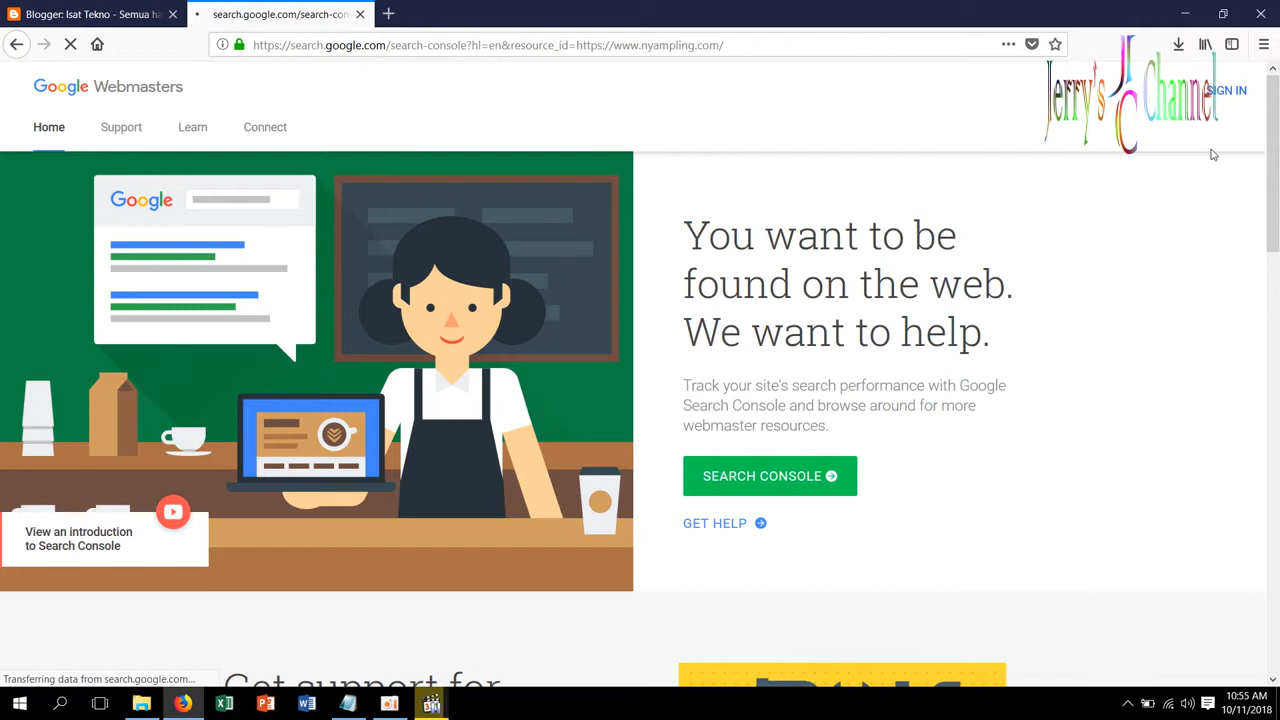 Blogger: Isat Tekno - Semua ha
search.google.com/search-con
https://search.google.com/search-console?hl=en&resource_id=https://www.nyampling.com/
Google Webmasters
Jerry's JC Channel
SIGN IN
Home
Support
Learn
Connect
Google
You want to be
found on the web.
We want to help.
Track your site's search performance with Google
Search Console and browse around for more
webmaster resources.
SEARCH CONSOLE
GET HELP
View an introduction
to Search Console
Get support for
Transferring data from search.google.com...
10:55 AM
10/11/2018